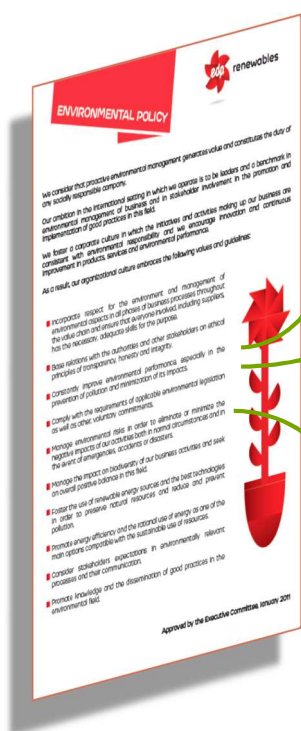 edp renewables
ENVIRONMENTAL POLICY
We consider that proactive environmental management generates value and constitutes the duty of
any socially responsible company.
Our ambition in the international setting in which we operate is to be leaders and a benchmark in
environmental management of business and in stakeholder involvement in the promotion and
implementation of good practices in this field.
We foster a corporate culture in which the initiatives and activities making up our business are
consistent with environmental responsibility and we encourage innovation and continuous
improvement in products, services and environmental performance.
As a result, our organizational culture embraces the following values and guidelines:
Incorporate respect for the environment and management of
environmental aspects in all phases of business processes throughout
the value chain and ensure that everyone involved, including suppliers,
has the necessary, adequate skills for the purpose.
Base relations with the authorities and other stakeholders on ethical
principles of transparency, honesty and integrity.
Constantly improve environmental performance, especially in the
prevention of pollution and minimization of its impacts.
Comply with the requirements of applicable environmental legislation
as well as other, voluntary commitments.
Manage environmental risks in order to eliminate or minimize the
negative impacts of our activities both in normal circumstances and in
the event of emergencies, accidents or disasters.
Manage the impact on biodiversity of our business activities and seek
an overall positive balance in this field.
Foster the use of renewable energy sources and the best technologies
in order to preserve natural resources and reduce and prevent
pollution.
Promote energy efficiency and the rational use of energy as one of the
main options compatible with the sustainable use of resources.
Consider stakeholders expectations in environmentally relevant
processes and their communication.
Promote knowledge and the dissemination of good practices in the
environmental field.
Approved by the Executive Committee, January 2011